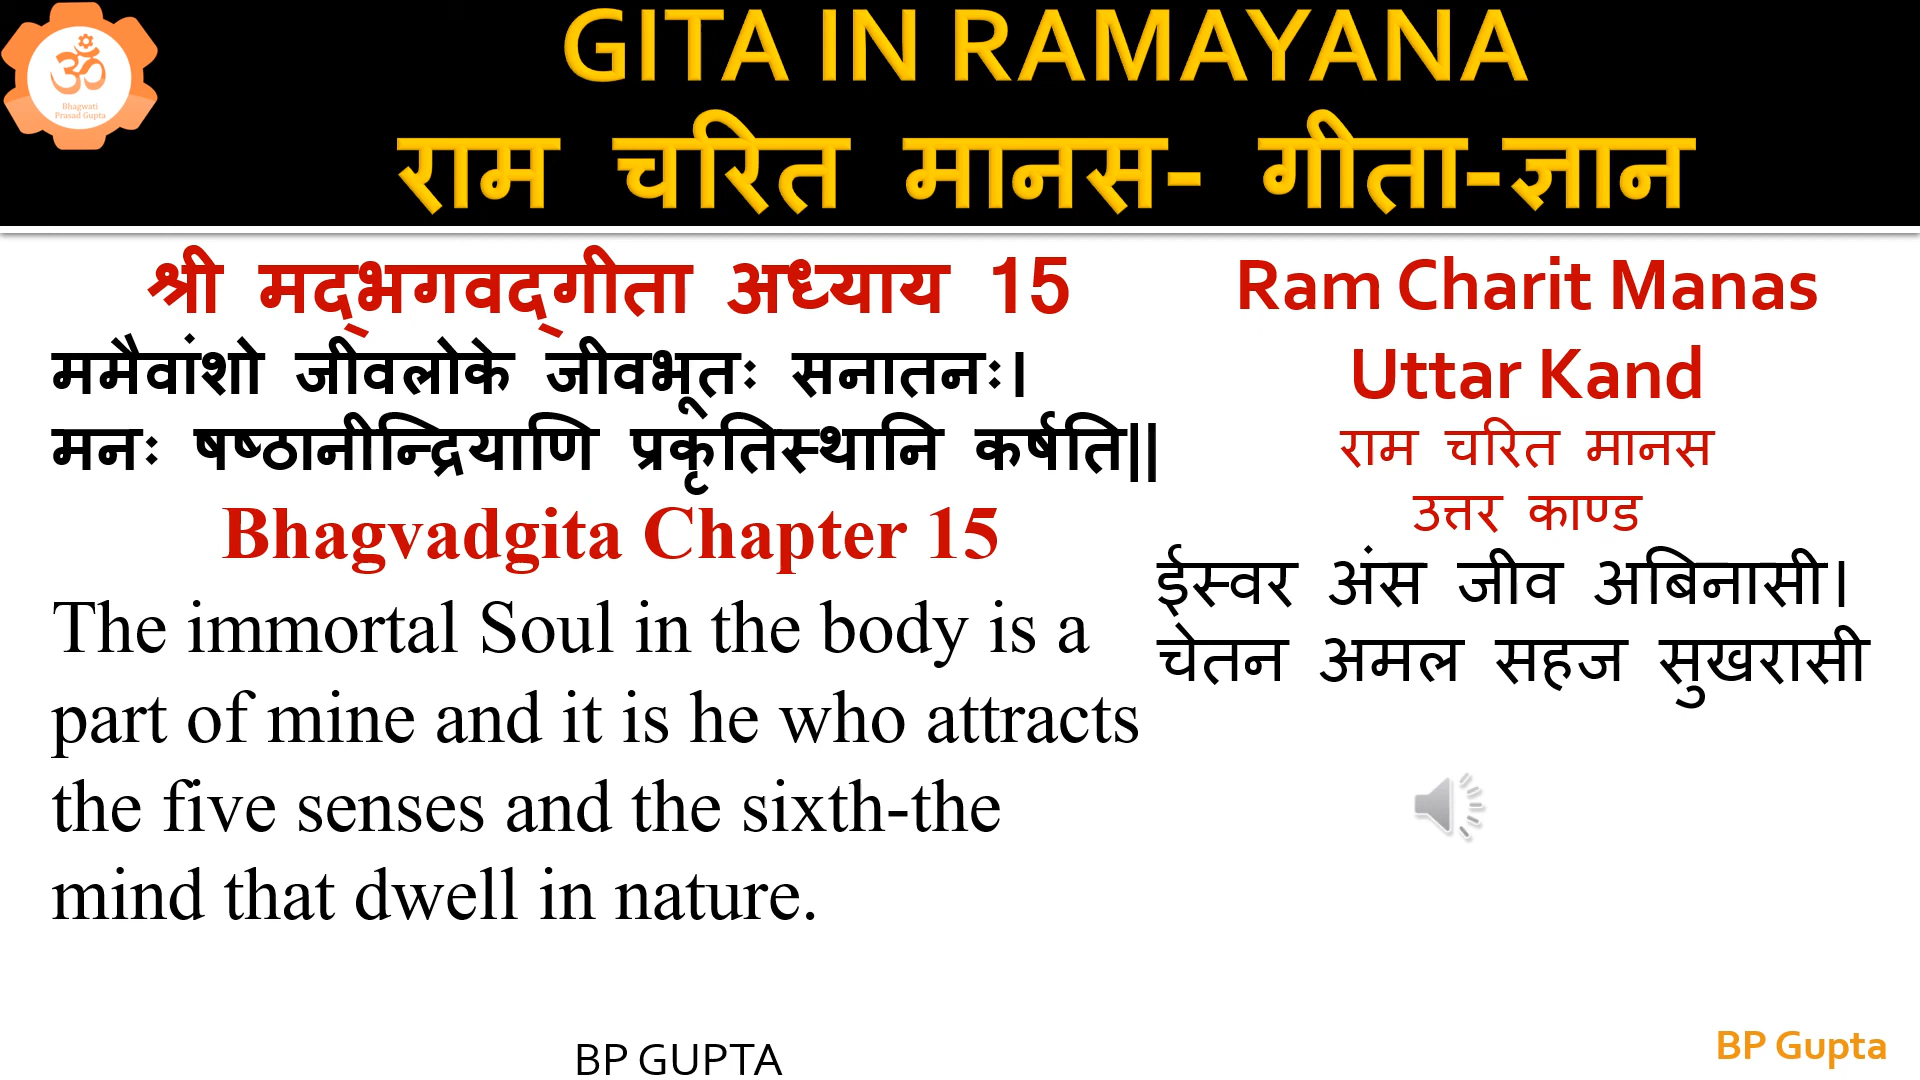 ॐ
Bhagwati
Prasad Gupta
GITA IN RAMAYANA
राम चरित मानस- गीता-ज्ञान
श्री मद्‌भगवद्‌गीता अध्याय 15
ममैवांशो जीवलोके जीवभूतः सनातनः।
मनः षष्ठानीन्द्रियाणि प्रकृतिस्थानि कर्षति||
Bhagvadgita Chapter 15
The immortal Soul in the body is a
part of mine and it is he who attracts
the five senses and the sixth-the
mind that dwell in nature.
Ram Charit Manas
Uttar Kand
राम चरित मानस
उत्तर काण्ड
ईस्वर अंस जीव अबिनासी।
चेतन अमल सहज सुखरासी
BP GUPTA
BP Gupta